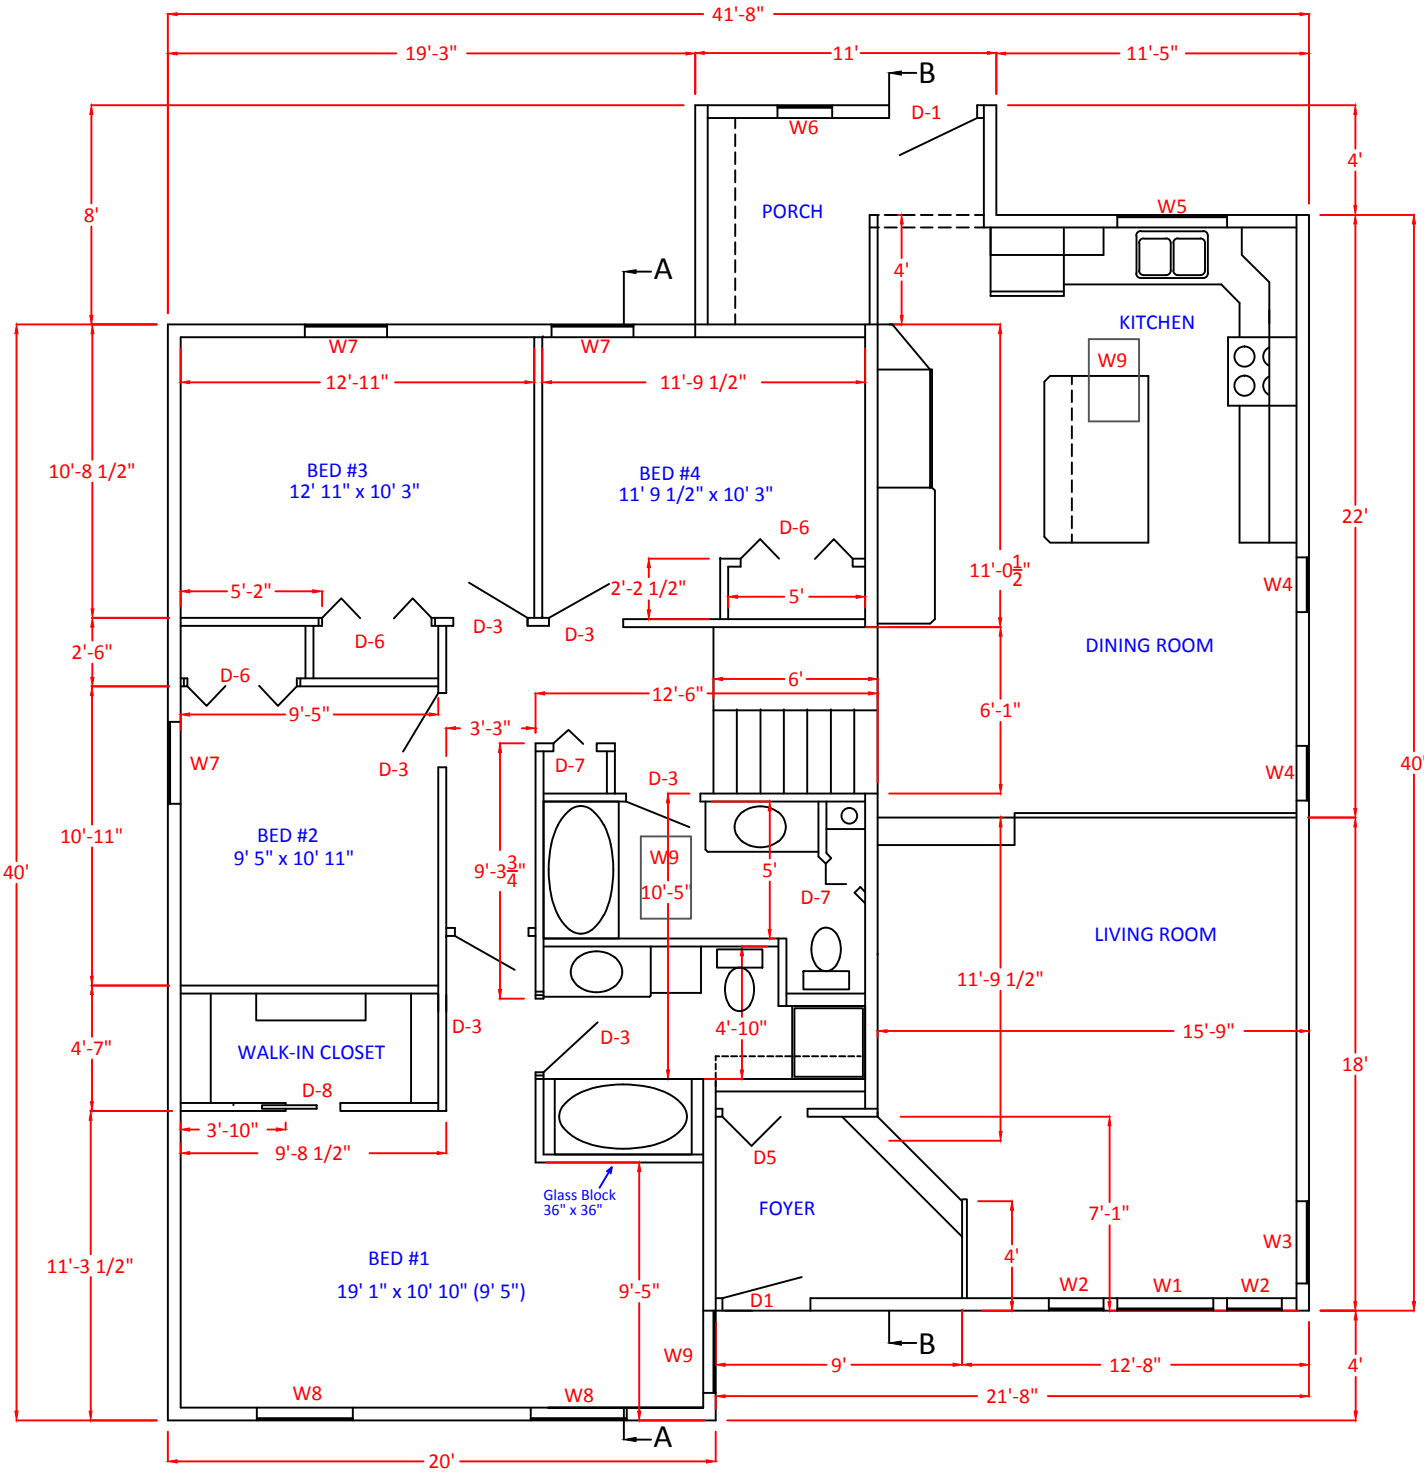 41'-8"
19'-3"
11'
11'-5"
B
D-1
W6
4'
8'
PORCH
W5
4'
A
KITCHEN
W7
W7
W9
12'-11"
11'-9 1/2"
10'-8 1/2"
BED #3
12' 11" x 10' 3"
BED #4
11' 9 1/2" x 10' 3"
22'
D-6
11'-0 1/2"
W4
5'-2"
2'-2 1/2"
5'
D-3
D-3
D-6
DINING ROOM
2'-6"
D-6
6'
12'-6"
9'-5"
3'-3"
6'-1"
W7
D-3
D-7
D-3
W4
40'
10'-11"
BED #2
9' 5" x 10' 11"
W9
40'
9'-3 3/4"
5'
10'-5"
D-7
LIVING ROOM
11'-9 1/2"
D-3
4'-10"
D-3
15'-9"
4'-7"
WALK-IN CLOSET
18'
D-8
3'-10"
9'-8 1/2"
D5
Glass Block
36" x 36"
FOYER
7'-1"
W3
4'
11'-3 1/2"
BED #1
19' 1" x 10' 10" (9' 5")
9'-5"
D1
W2
W1
W2
B
W9
9'
12'-8"
4'
W8
W8
21'-8"
A
20'